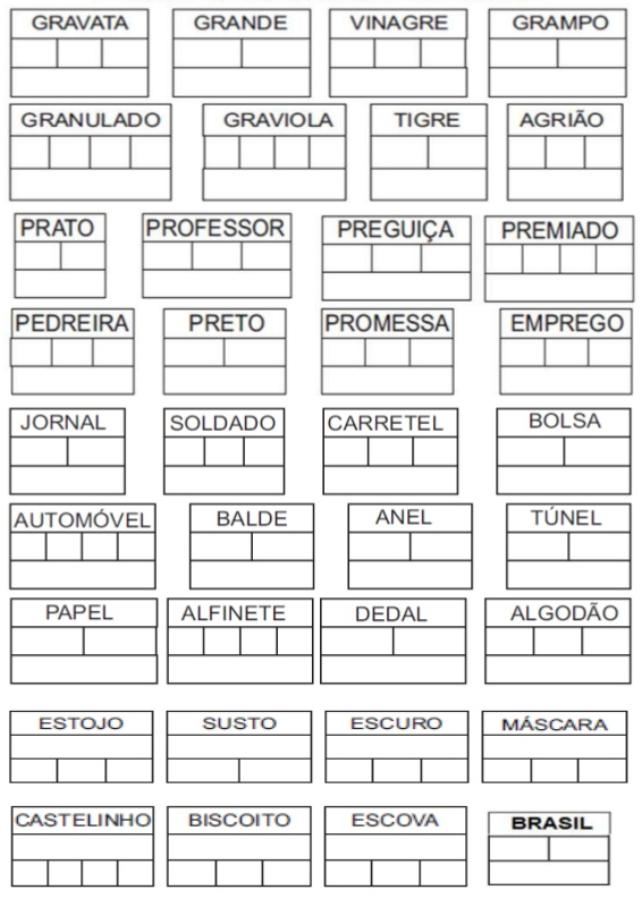 GRAVATA GRANDE VINAGRE GRAMPO
GRANULADO GRAVIOLA TIGRE AGRIÃO
PRATO PROFESSOR PREGUIÇA PREMIADO
PEDREIRA PRETO PROMESSA EMPREGO
JORNAL SOLDADO CARRETEL BOLSA
AUTOMÓVEL BALDE ANEL TÚNEL
PAPEL ALFINETE DEDAL ALGODÃO
ESTOJO SUSTO ESCURO MÁSCARA
CASTELINHO BISCOITO ESCOVA BRASIL